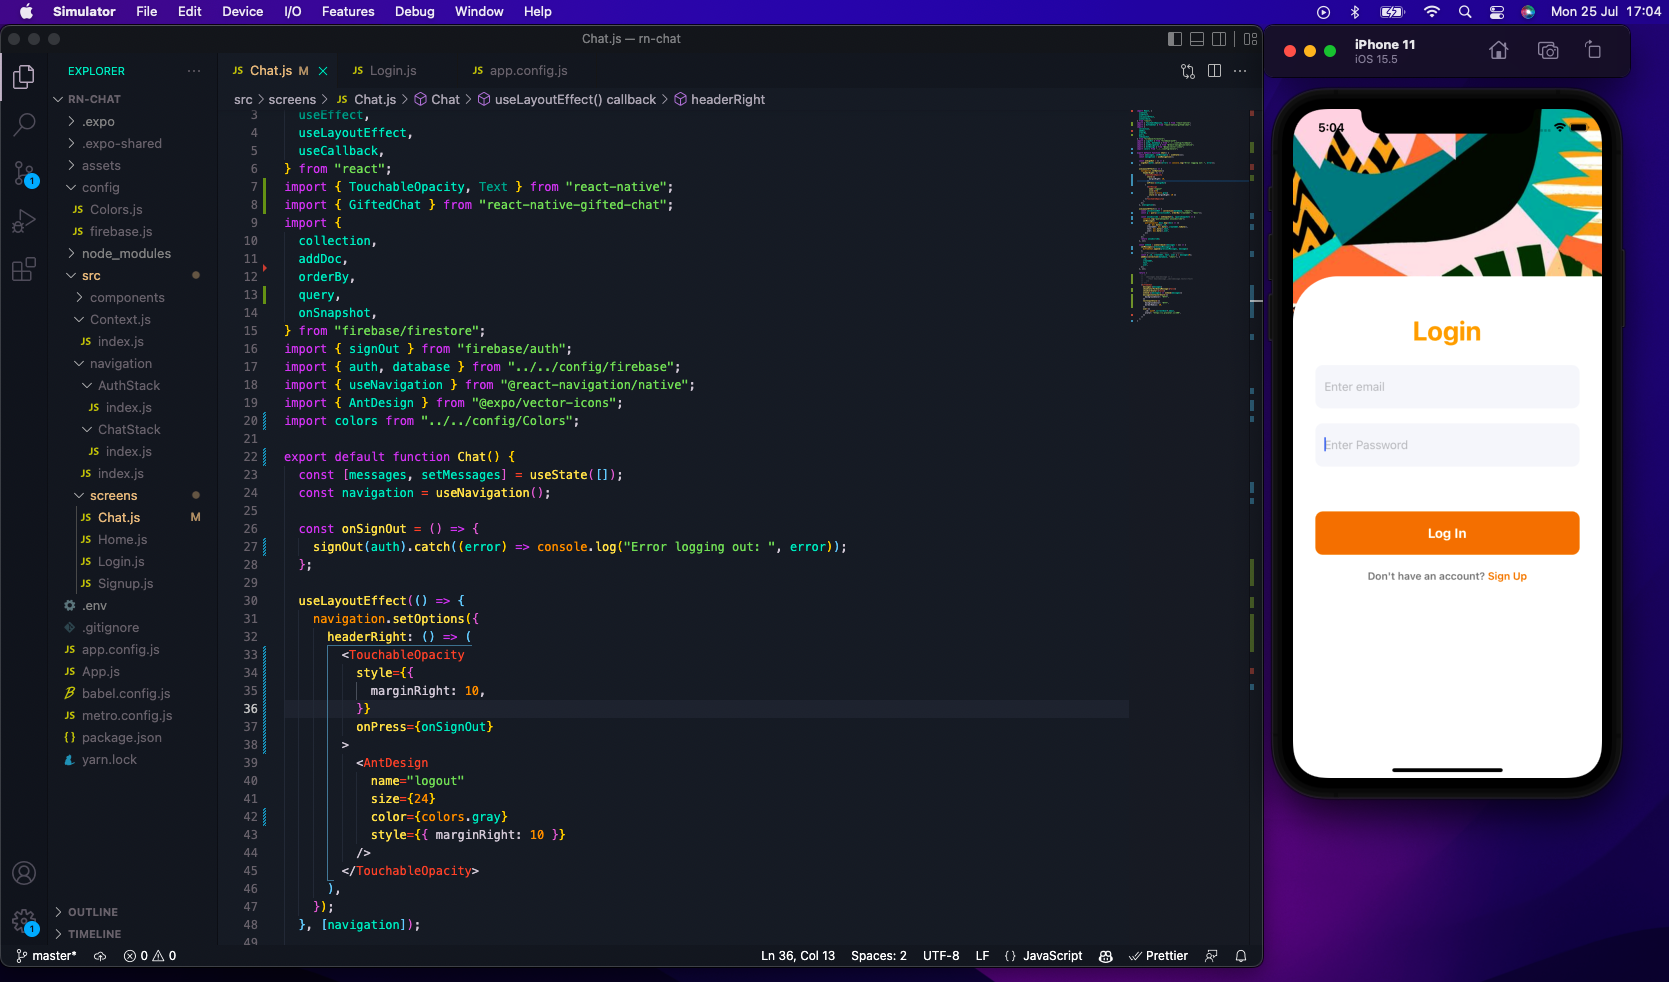 Simulator File Edit Device I/O Features Debug Window Help
Mon 25 Jul 17:04
Chat.js — rn-chat
EXPLORER
RN-CHAT
.expo
.expo-shared
assets
config
JS Colors.js
JS firebase.js
node_modules
src
components
Context.js
JS index.js
navigation
AuthStack
JS index.js
ChatStack
JS index.js
JS index.js
screens
JS Chat.js M
JS Home.js
JS Login.js
JS Signup.js
.env
.gitignore
JS app.config.js
JS App.js
babel.config.js
JS metro.config.js
{} package.json
yarn.lock
OUTLINE
TIMELINE
1
1
JS Chat.js M
JS Login.js
JS app.config.js
src > screens > JS Chat.js > Chat > useLayoutEffect() callback > headerRight
3 useEffect,
4 useLayoutEffect,
5 useCallback,
6 } from "react";
7 import { TouchableOpacity, Text } from "react-native";
8 import { GiftedChat } from "react-native-gifted-chat";
9 import {
10 collection,
11 addDoc,
12 orderBy,
13 query,
14 onSnapshot,
15 } from "firebase/firestore";
16 import { signOut } from "firebase/auth";
17 import { auth, database } from "../../config/firebase";
18 import { useNavigation } from "@react-navigation/native";
19 import { AntDesign } from "@expo/vector-icons";
20 import colors from "../../config/Colors";
21
22 export default function Chat() {
23 const [messages, setMessages] = useState([]);
24 const navigation = useNavigation();
25
26 const onSignOut = () => {
27 signOut(auth).catch((error) => console.log("Error logging out: ", error));
28 };
29
30 useLayoutEffect(() => {
31 navigation.setOptions({
32 headerRight: () => (
33 <TouchableOpacity
34 style={{
35 marginRight: 10,
36 }}
37 onPress={onSignOut}
38 >
39 <AntDesign
40 name="logout"
41 size={24}
42 color={colors.gray}
43 style={{ marginRight: 10 }}
44 />
45 </TouchableOpacity>
46 ),
47 });
48 }, [navigation]);
49
master* 0 0
Ln 36, Col 13 Spaces: 2 UTF-8 LF {} JavaScript Prettier
iPhone 11
iOS 15.5
5:04
Login
Enter email
Enter Password
Log In
Don't have an account? Sign Up